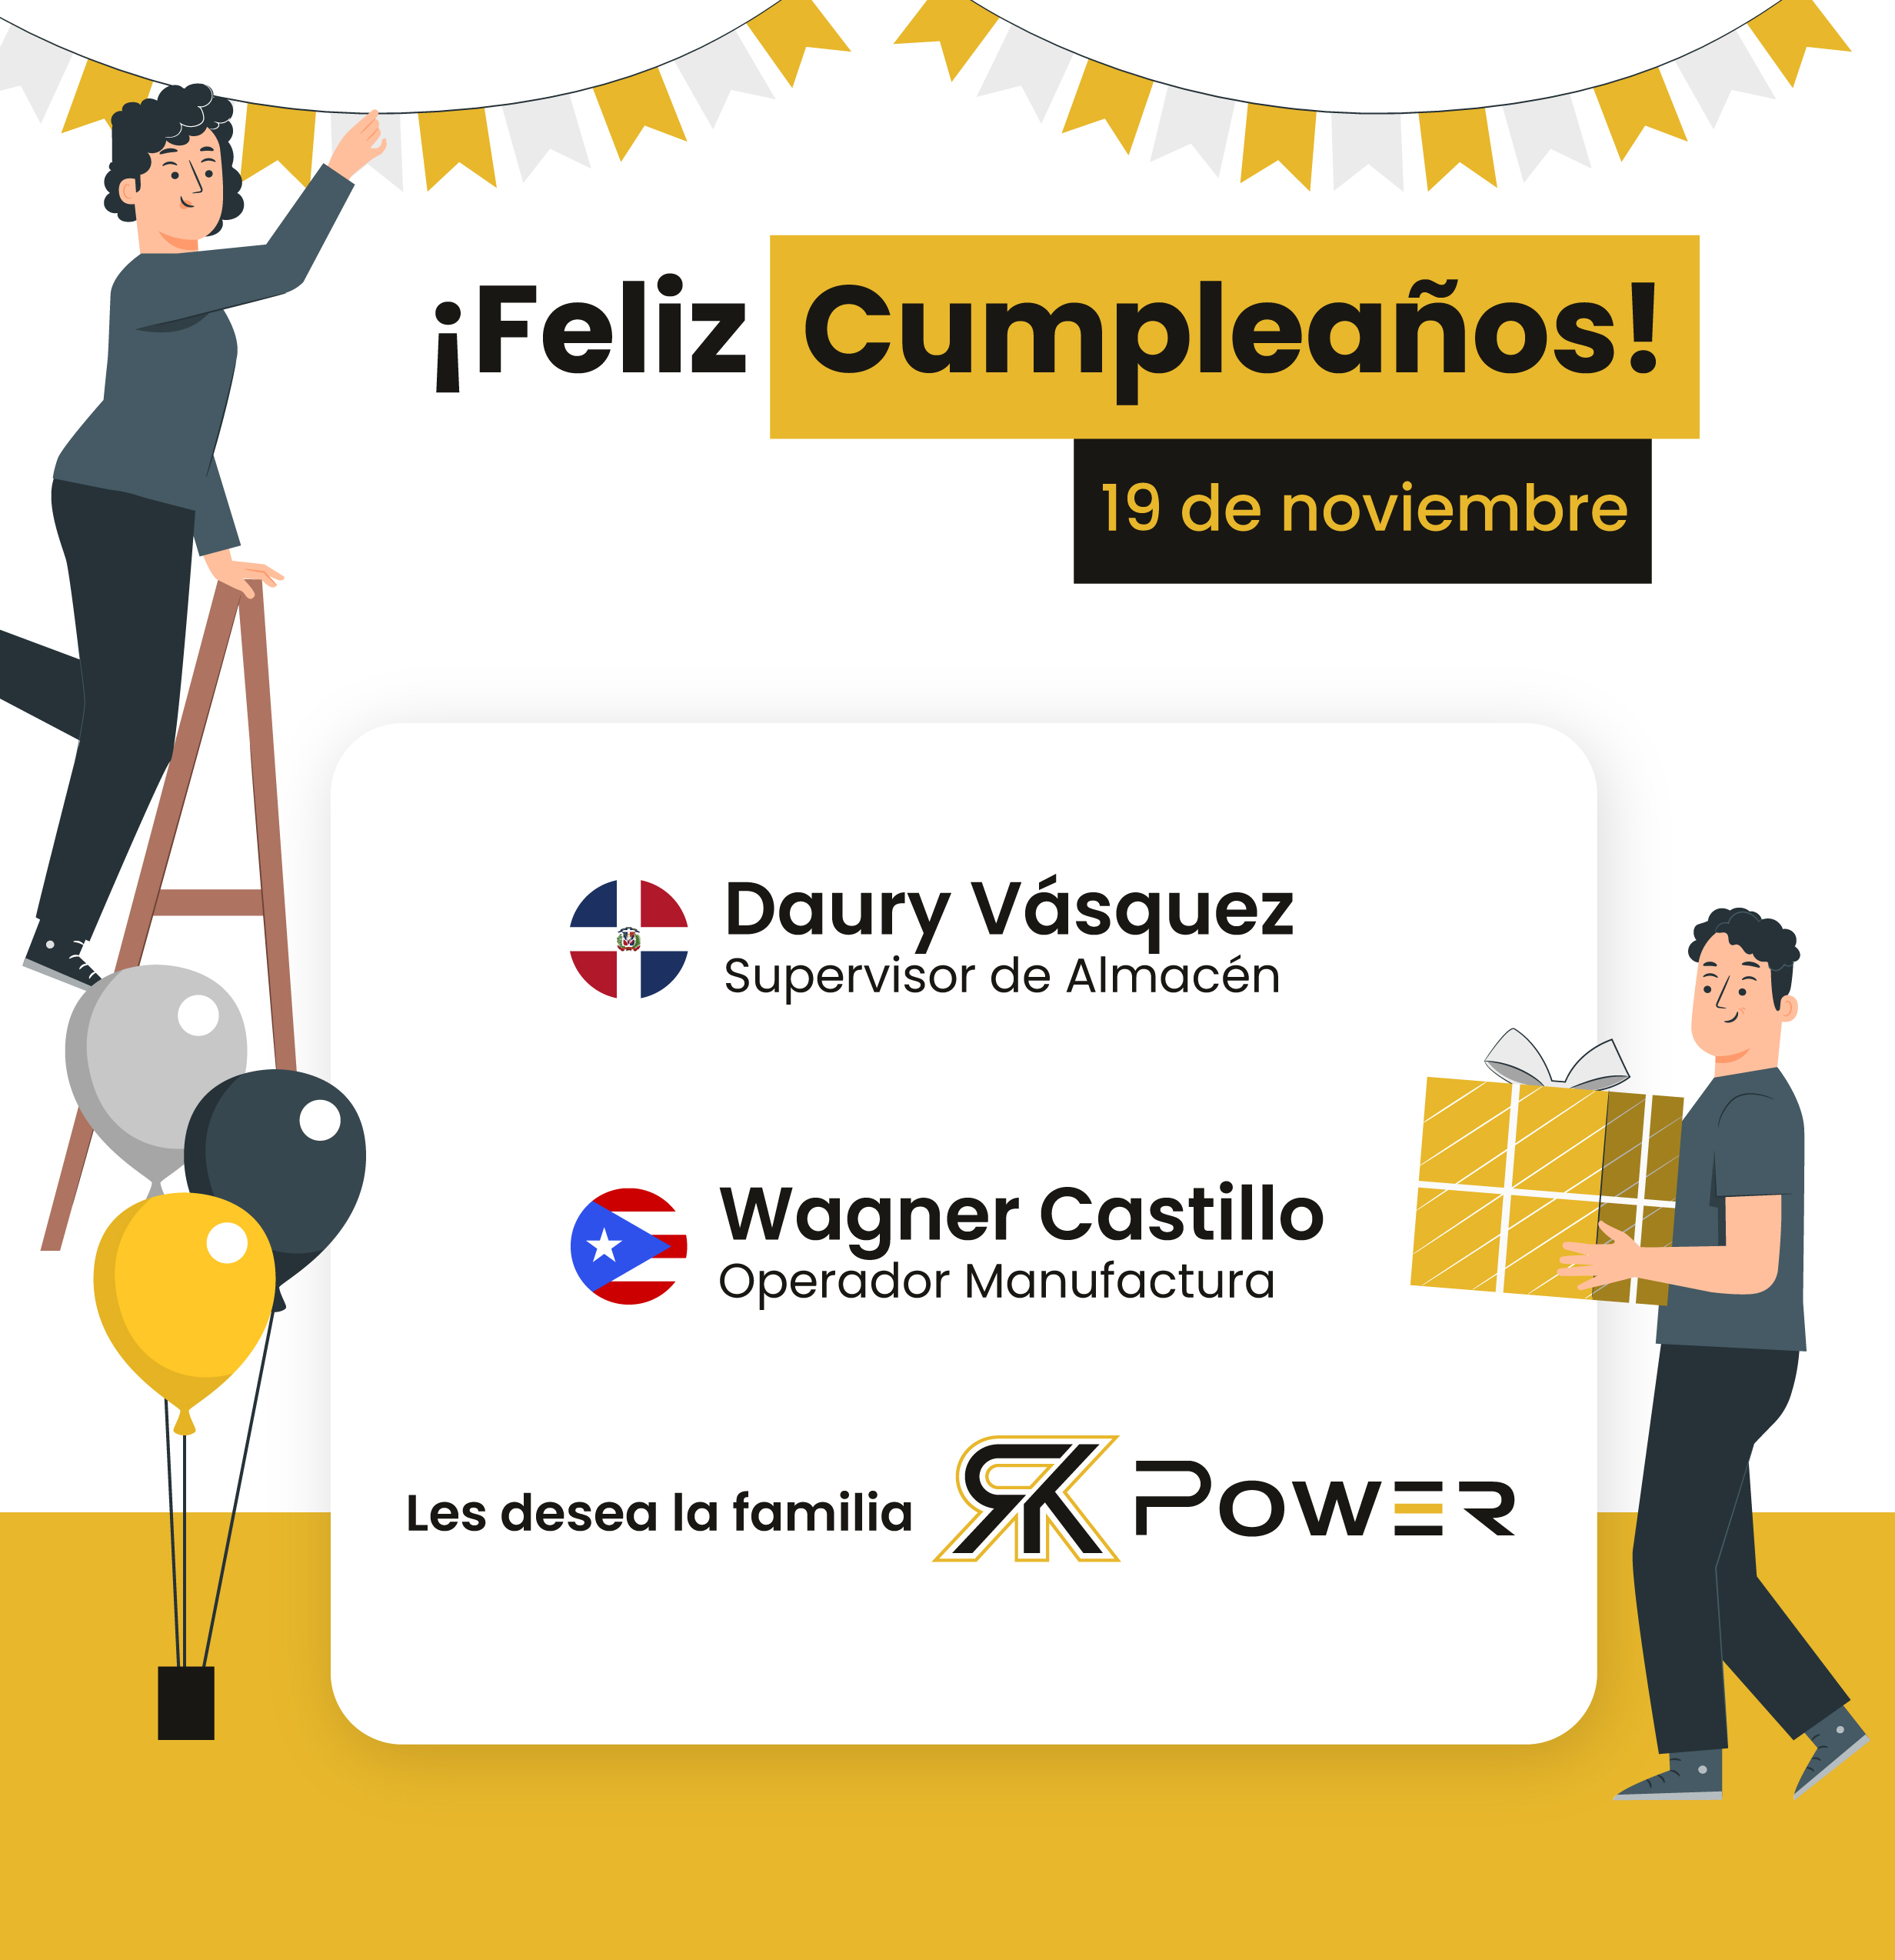 ¡Feliz Cumpleaños!
19 de noviembre
Daury Vásquez
Supervisor de Almacén
Wagner Castillo
Operador Manufactura
Les desea la familia RK POWER